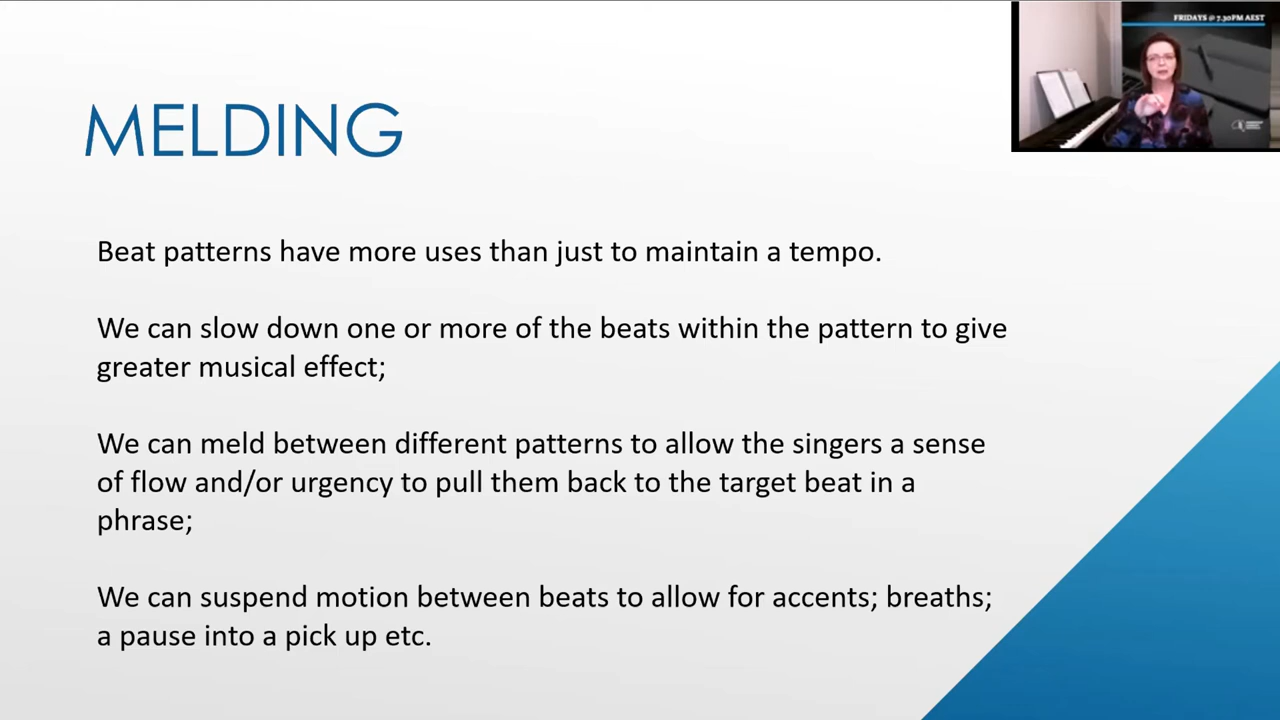 FRIDAYS @ 7.30PM AEST
MELDING
Beat patterns have more uses than just to maintain a tempo.
We can slow down one or more of the beats within the pattern to give
greater musical effect;
We can meld between different patterns to allow the singers a sense
of flow and/or urgency to pull them back to the target beat in a
phrase;
We can suspend motion between beats to allow for accents; breaths;
a pause into a pick up etc.